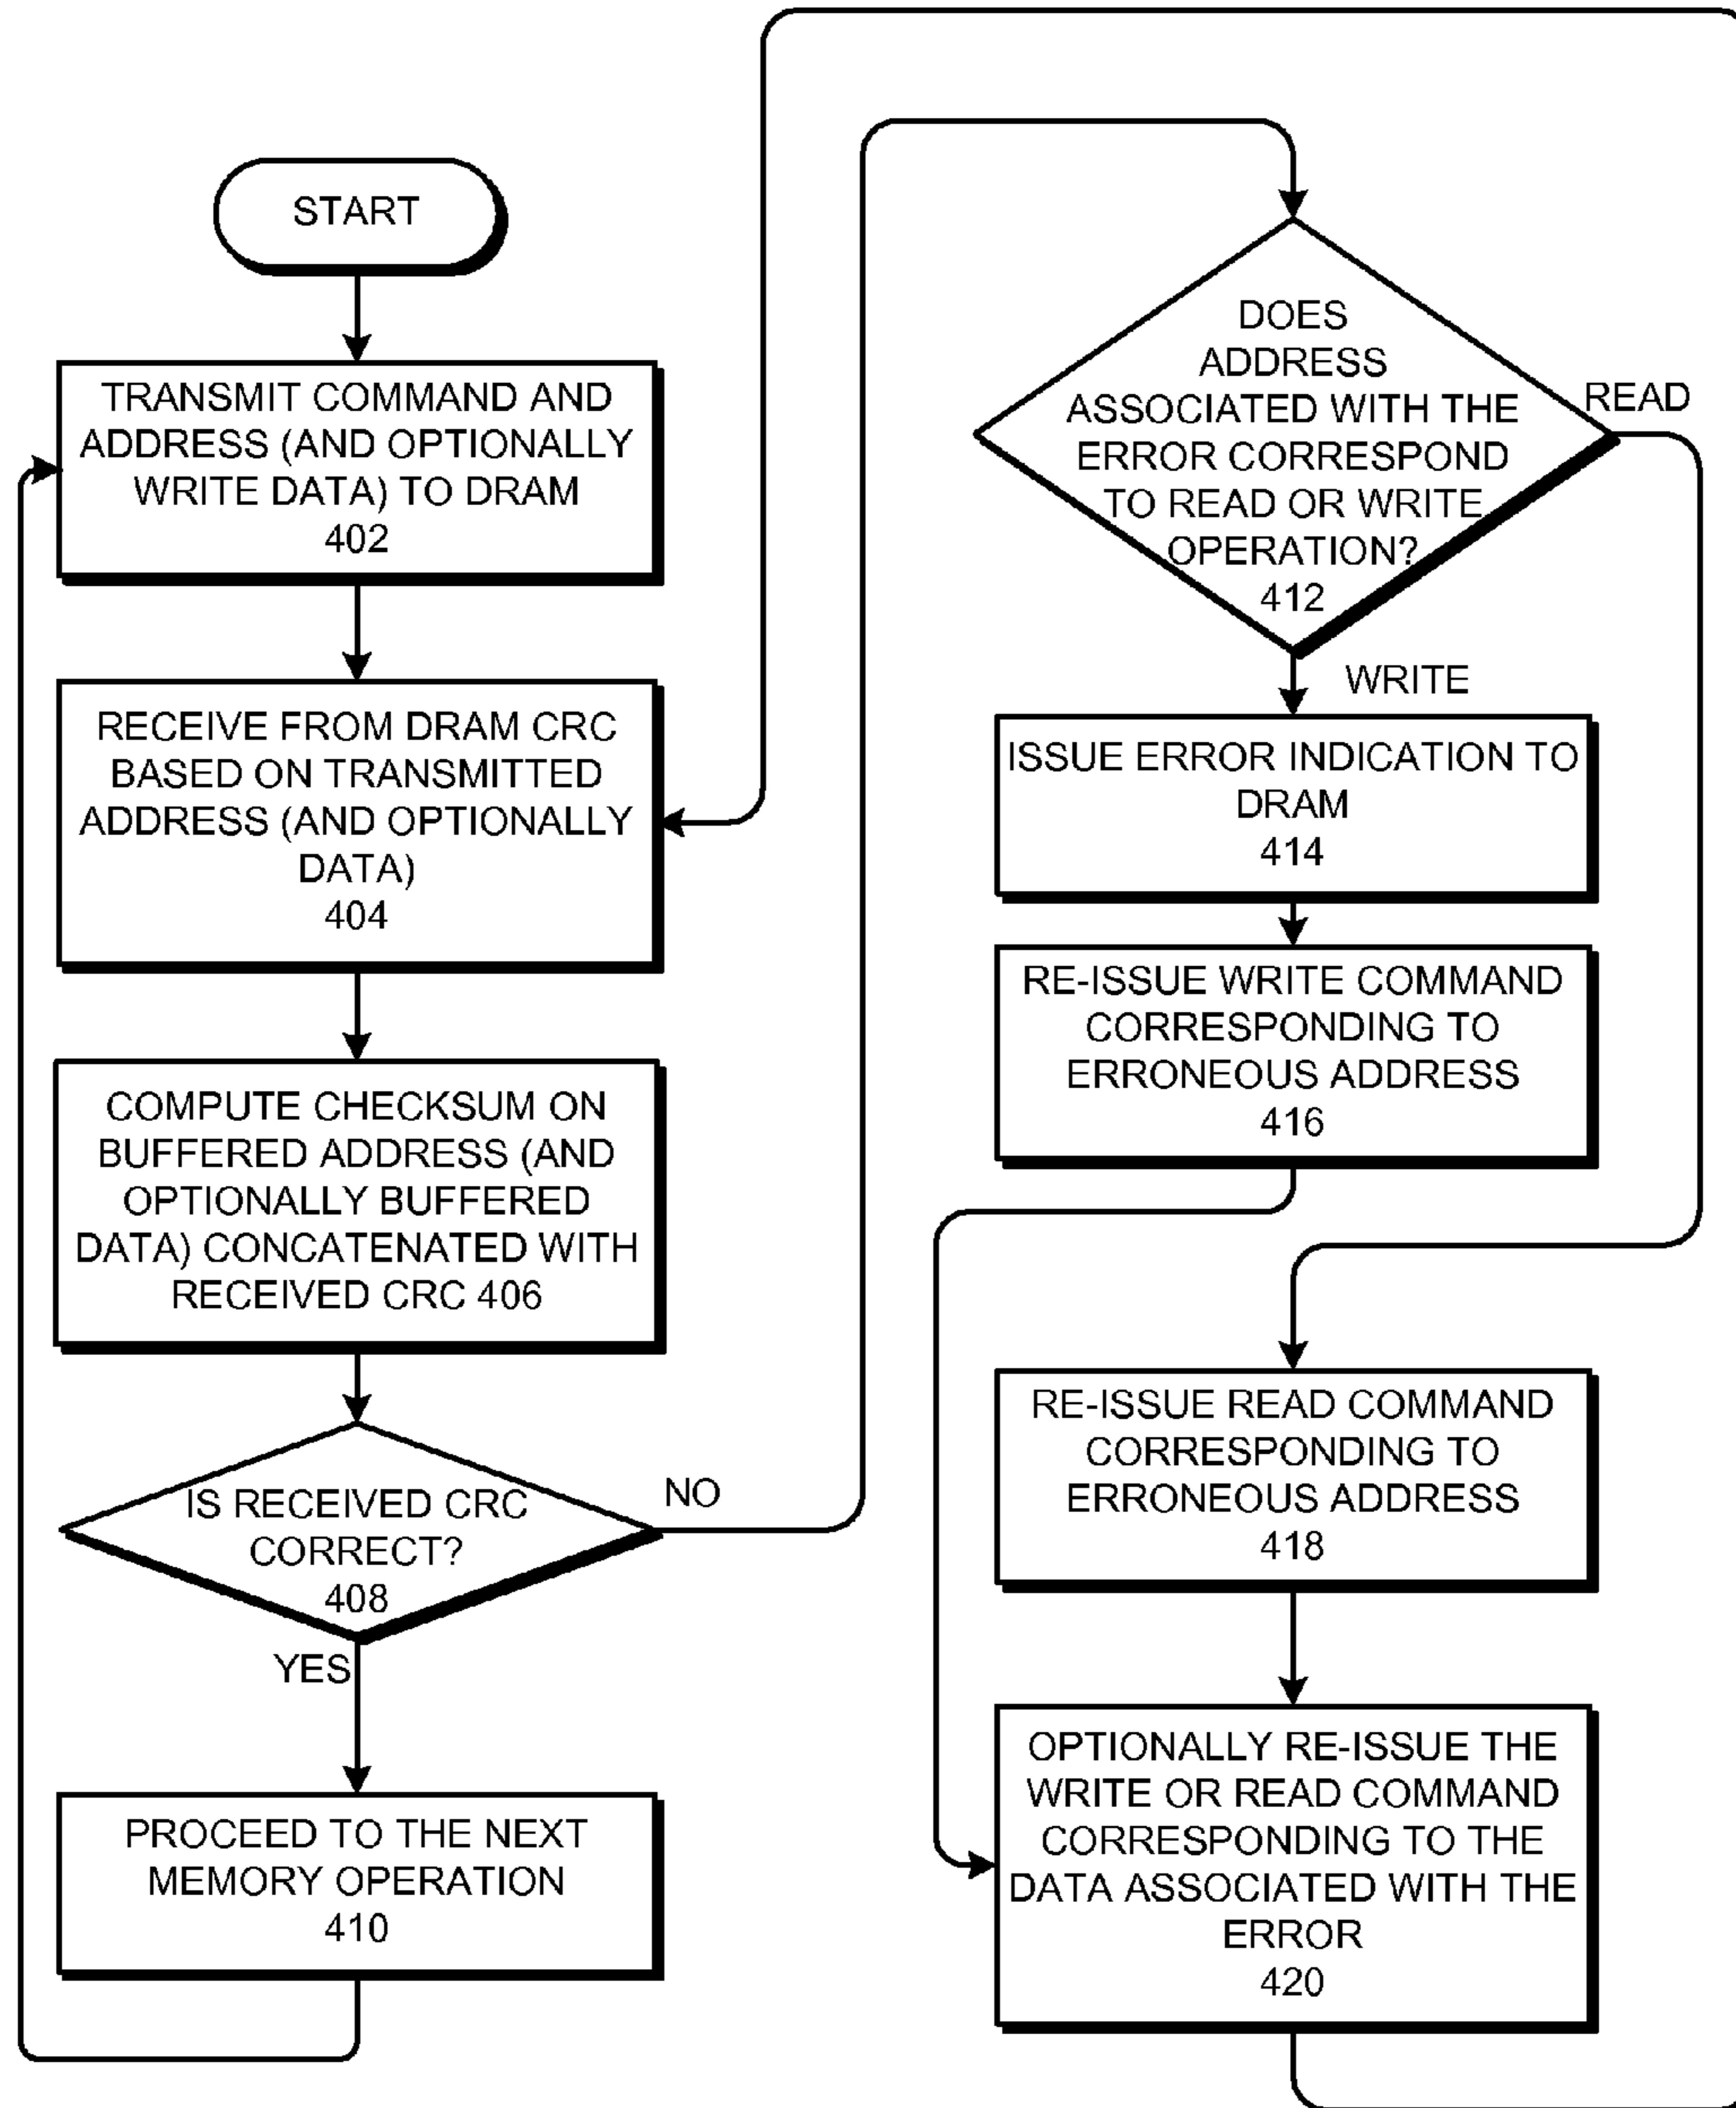 START
TRANSMIT COMMAND AND
ADDRESS (AND OPTIONALLY
WRITE DATA) TO DRAM
402
RECEIVE FROM DRAM CRC
BASED ON TRANSMITTED
ADDRESS (AND OPTIONALLY
DATA)
404
COMPUTE CHECKSUM ON
BUFFERED ADDRESS (AND
OPTIONALLY BUFFERED
DATA) CONCATENATED WITH
RECEIVED CRC 406
IS RECEIVED CRC
CORRECT?
408
NO
YES
PROCEED TO THE NEXT
MEMORY OPERATION
410
DOES
ADDRESS
ASSOCIATED WITH THE
ERROR CORRESPOND
TO READ OR WRITE
OPERATION?
412
READ
WRITE
ISSUE ERROR INDICATION TO
DRAM
414
RE-ISSUE WRITE COMMAND
CORRESPONDING TO
ERRONEOUS ADDRESS
416
RE-ISSUE READ COMMAND
CORRESPONDING TO
ERRONEOUS ADDRESS
418
OPTIONALLY RE-ISSUE THE
WRITE OR READ COMMAND
CORRESPONDING TO THE
DATA ASSOCIATED WITH THE
ERROR
420